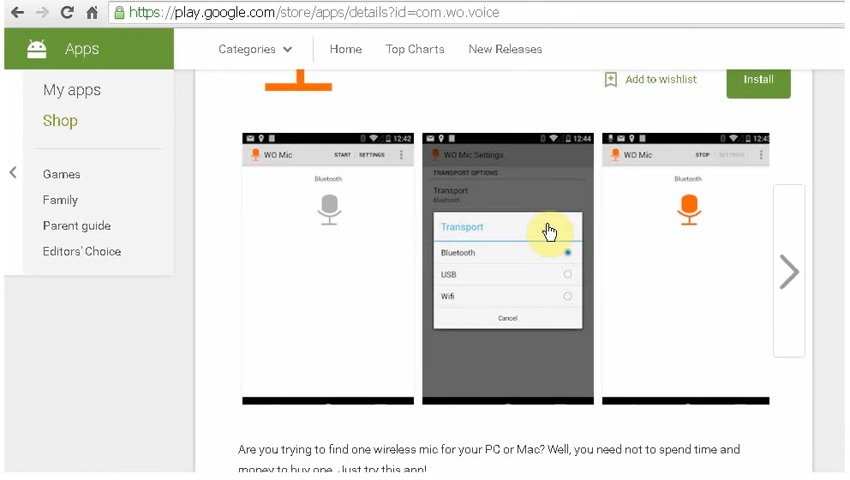 https://play.google.com/store/apps/details?id=com.wo.voice
Apps
Categories
Home
Top Charts
New Releases
My apps
Shop
Games
Family
Parent guide
Editors' Choice
Add to wishlist
Install
12:42
WO Mic
START
SETTINGS
Bluetooth
12:44
WO Mic Settings
TRANSPORT OPTIONS
Transport
Bluetooth
Transport
Bluetooth
USB
Wifi
Cancel
12:43
WO Mic
STOP
SETTINGS
Bluetooth
Are you trying to find one wireless mic for your PC or Mac? Well, you need not to spend time and
money to buy one. Just try this app!